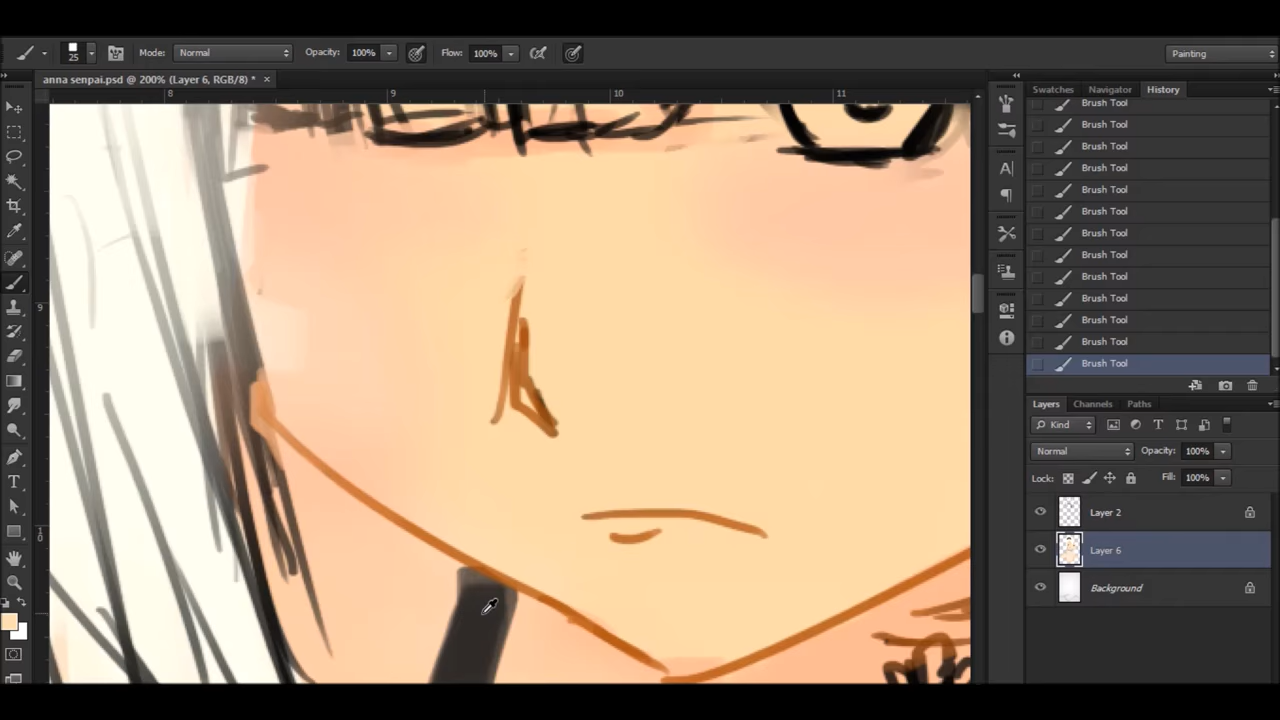 25 Mode: Normal Opacity: 100% Flow: 100% Painting
anna senpai.psd @ 200% (Layer 6, RGB/8) * ×
8 9 10 11
Swatches Navigator History
Brush Tool
Brush Tool
Brush Tool
Brush Tool
Brush Tool
Brush Tool
Brush Tool
Brush Tool
Brush Tool
Brush Tool
Brush Tool
Brush Tool
Brush Tool
9
10
Layers Channels Paths
Kind
Normal Opacity: 100%
Lock: Fill: 100%
Layer 2
Layer 6
Background